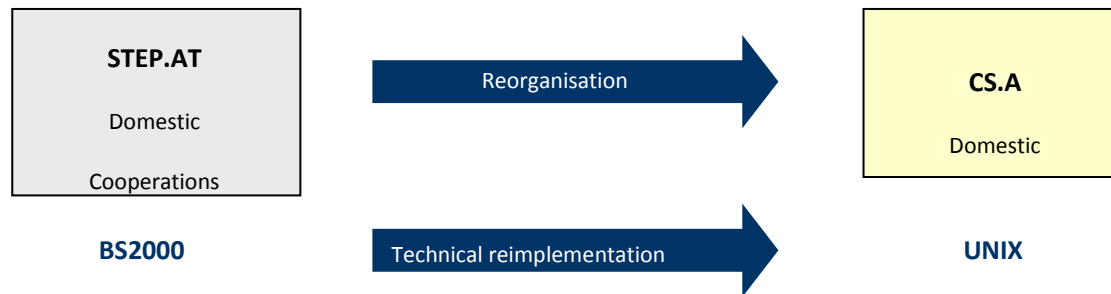 STEP.AT
Domestic
Cooperations
Reorganisation
CS.A
Domestic
BS2000
Technical reimplementation
UNIX